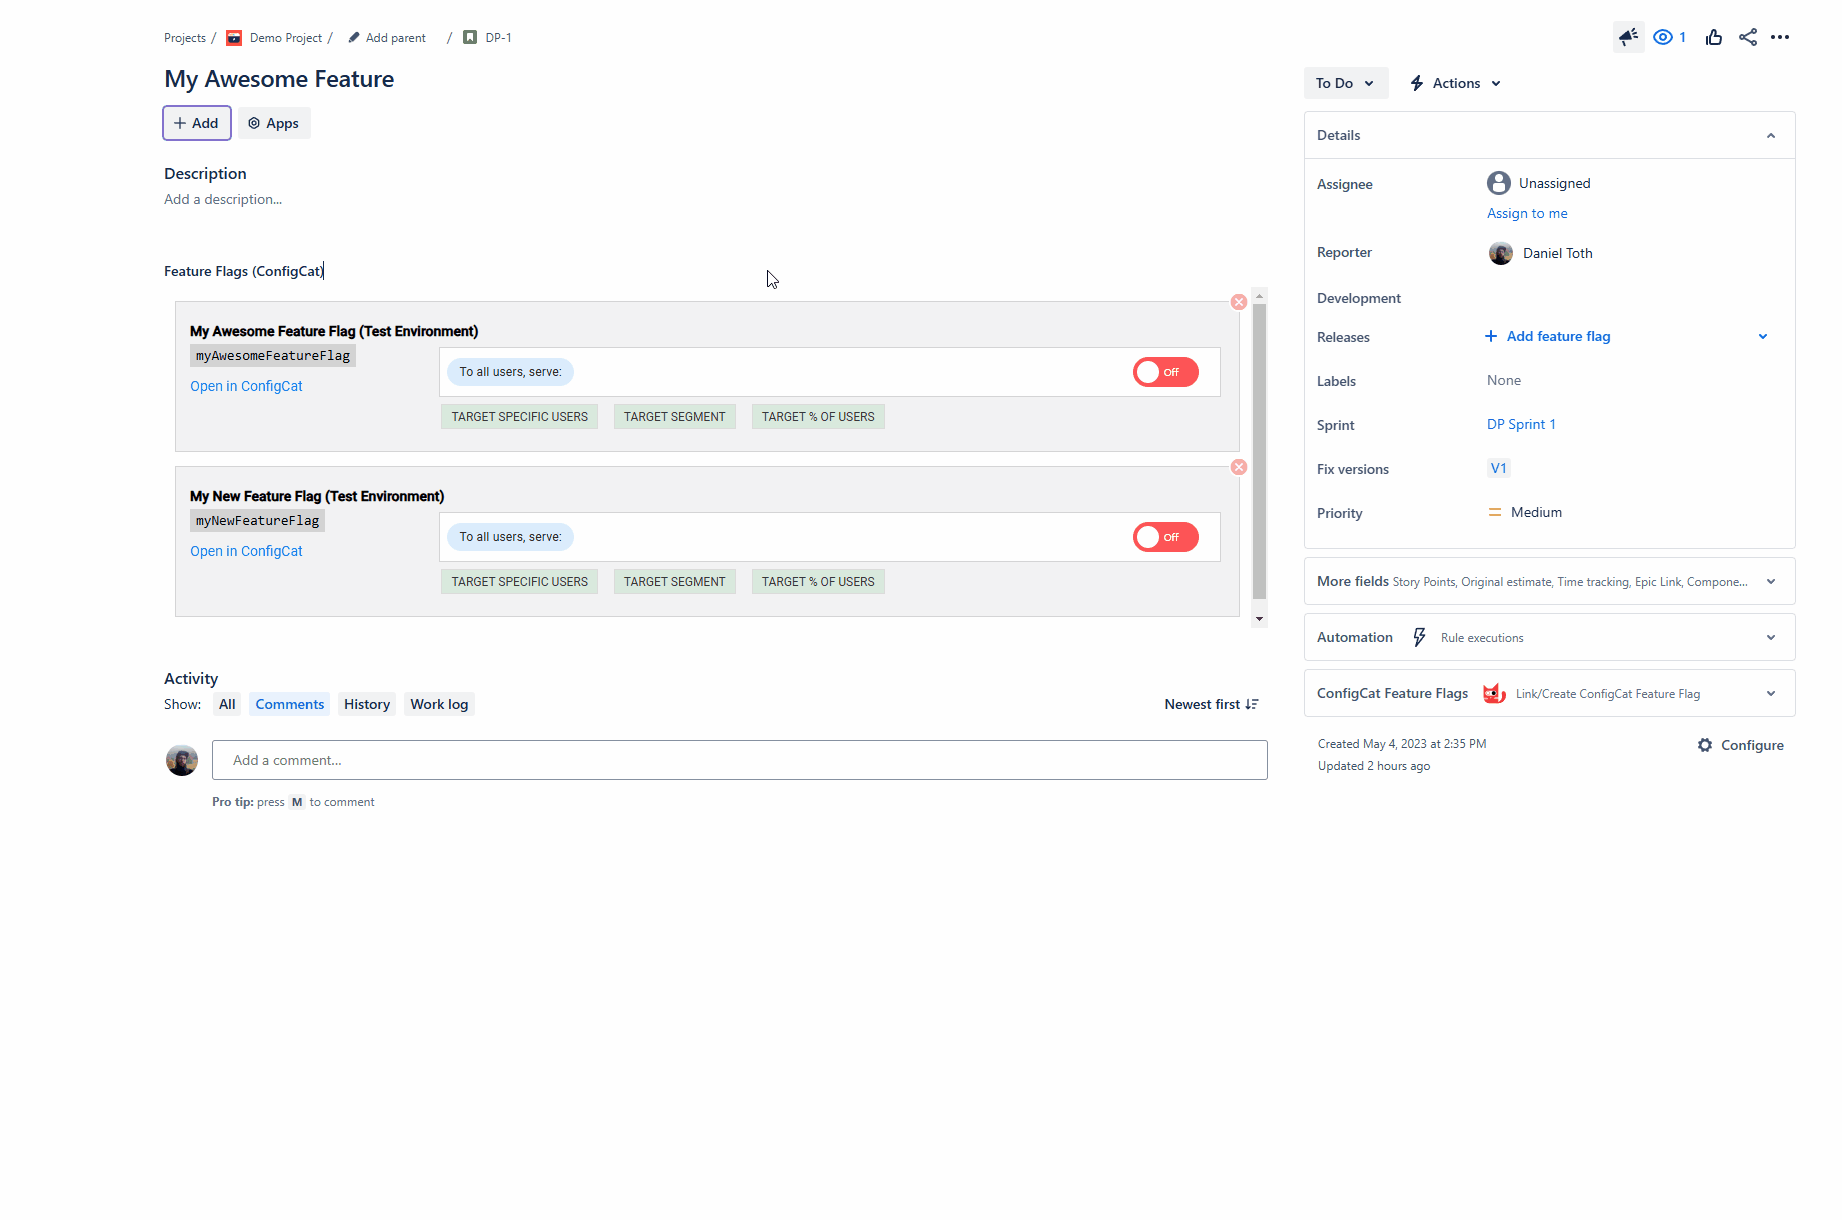 Projects / Demo Project / Add parent / DP-1
1
My Awesome Feature
Add
Apps
Description
Add a description...
Feature Flags (ConfigCat)
My Awesome Feature Flag (Test Environment)
myAwesomeFeatureFlag
Open in ConfigCat
To all users, serve:
Off
TARGET SPECIFIC USERS
TARGET SEGMENT
TARGET % OF USERS
My New Feature Flag (Test Environment)
myNewFeatureFlag
Open in ConfigCat
To all users, serve:
Off
TARGET SPECIFIC USERS
TARGET SEGMENT
TARGET % OF USERS
Activity
Show: All Comments History Work log
Newest first
Add a comment...
Pro tip: press M to comment
To Do
Actions
Details
Assignee
Unassigned
Assign to me
Reporter
Daniel Toth
Development
Releases
Add feature flag
Labels
None
Sprint
DP Sprint 1
Fix versions
V1
Priority
Medium
More fields Story Points, Original estimate, Time tracking, Epic Link, Compone...
Automation Rule executions
ConfigCat Feature Flags Link/Create ConfigCat Feature Flag
Created May 4, 2023 at 2:35 PM
Updated 2 hours ago
Configure